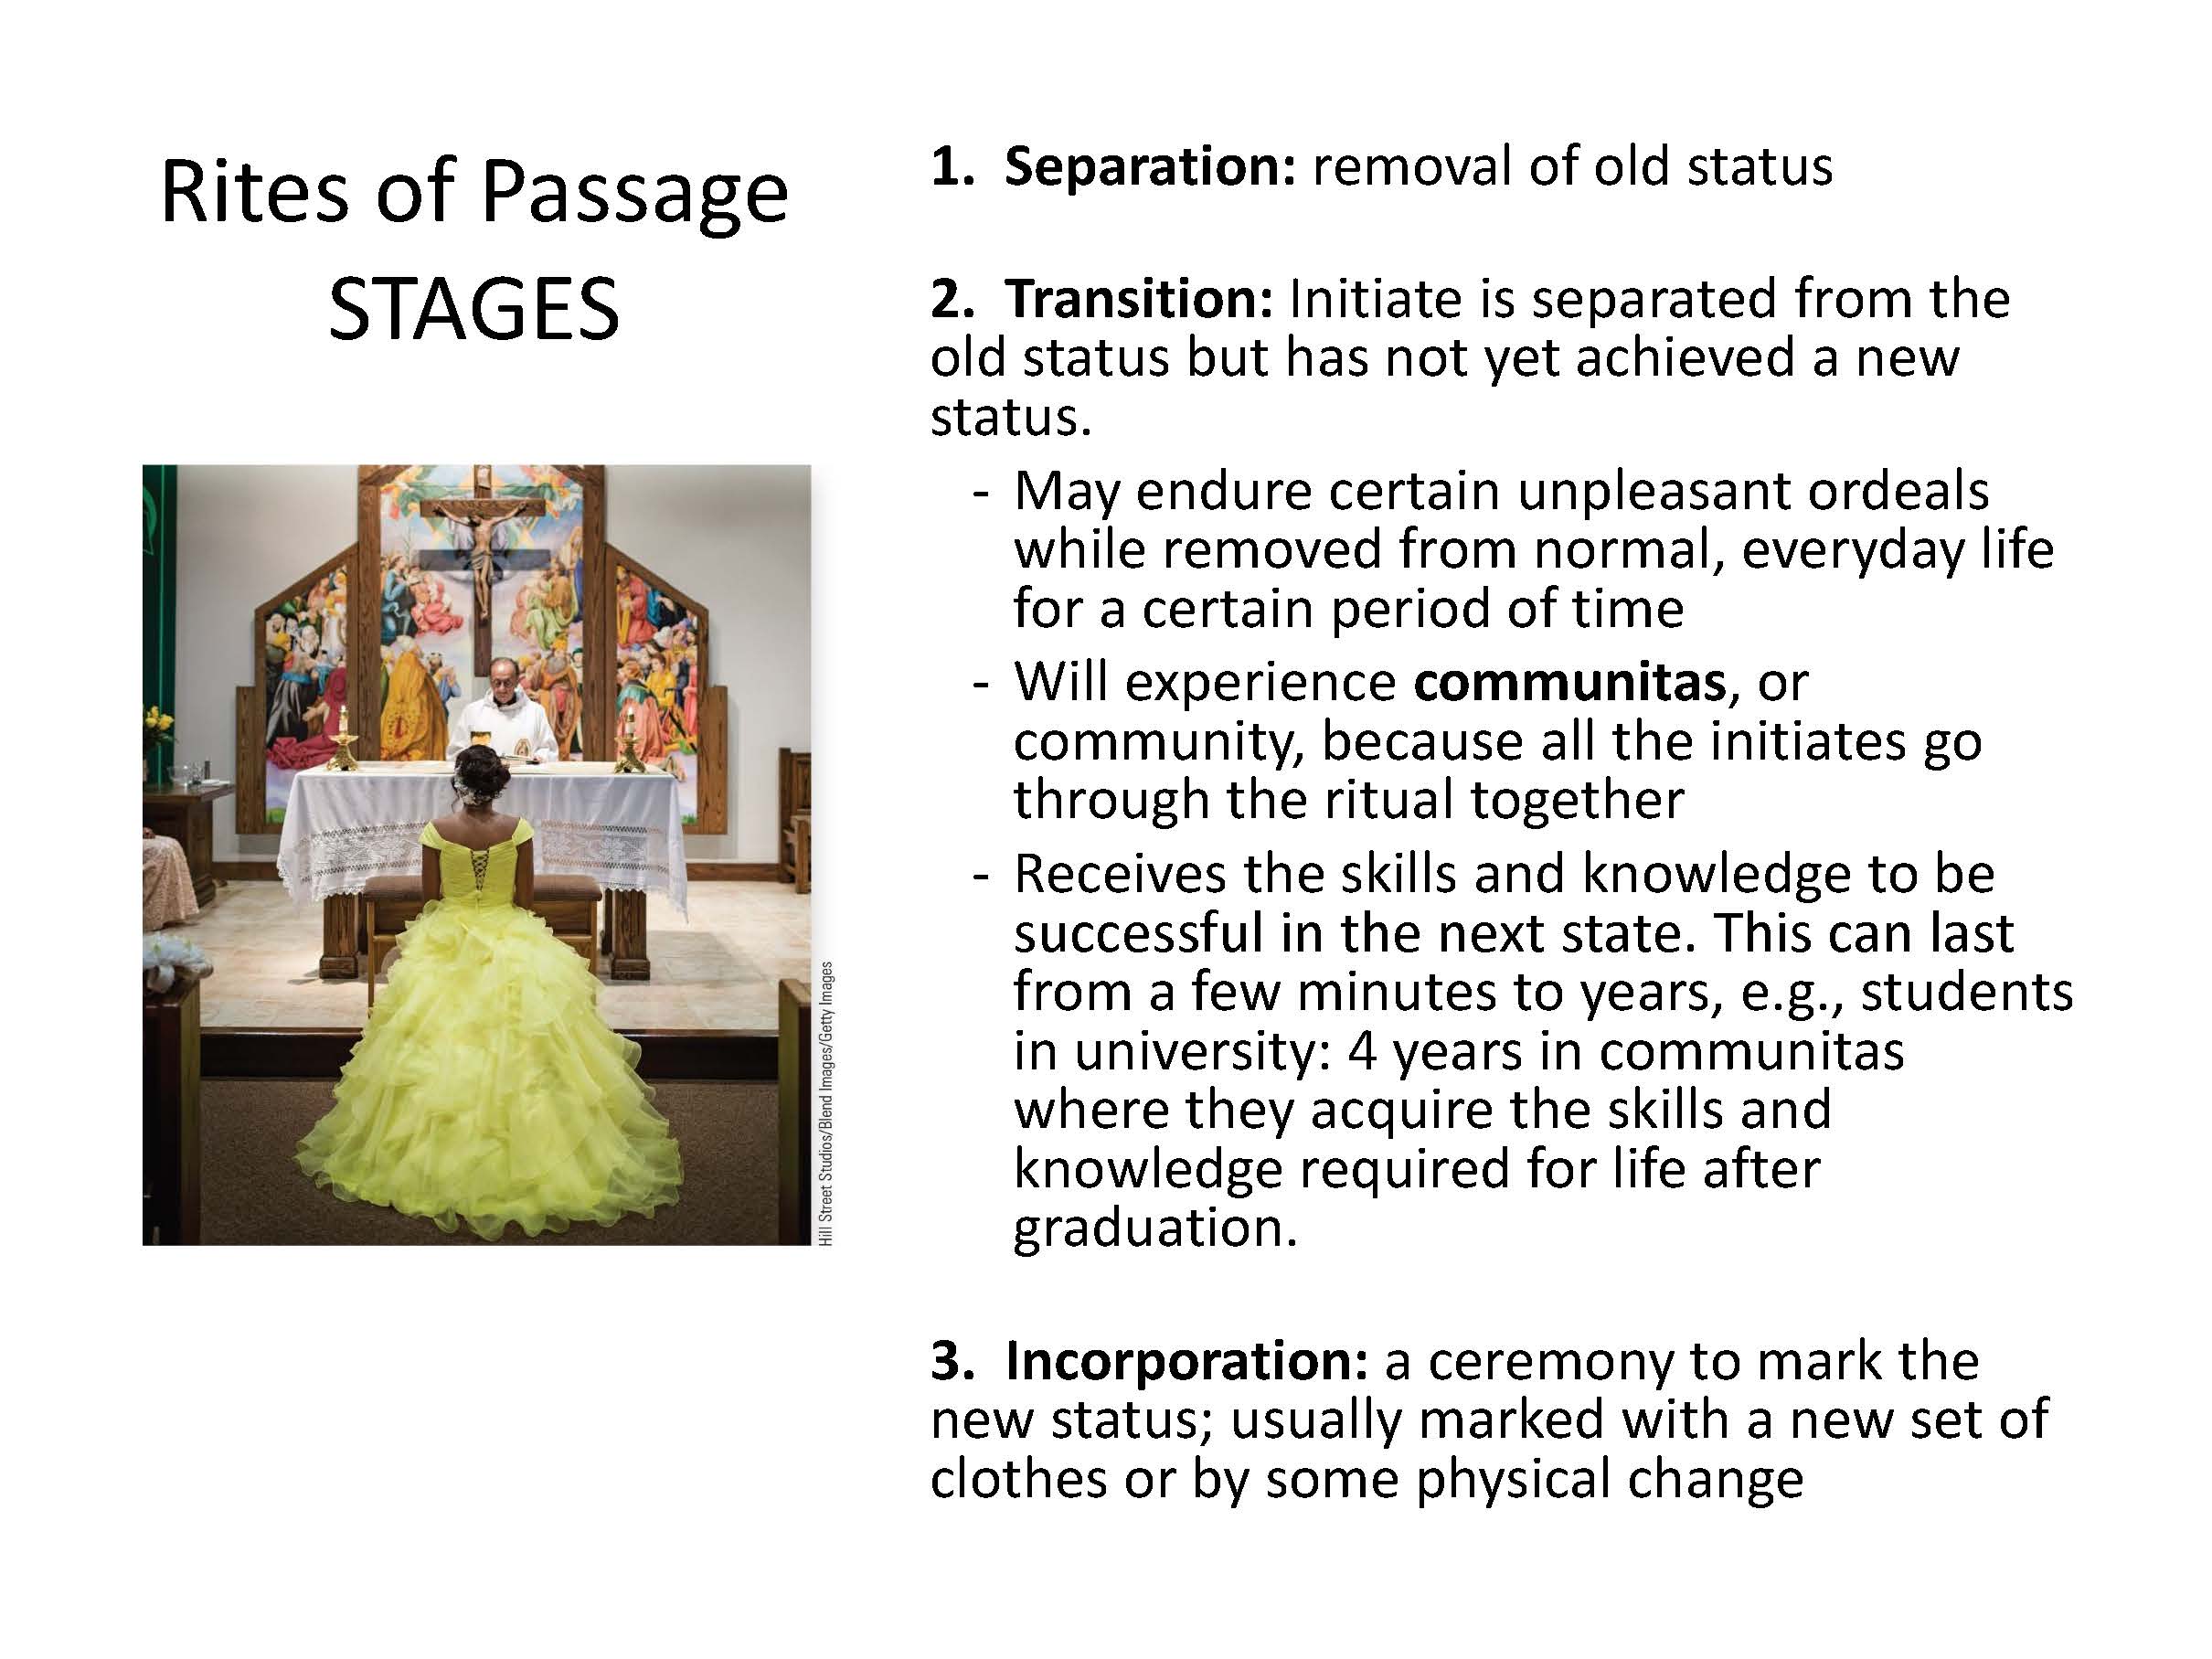 Rites of Passage
STAGES
Hill Street Studios/Blend Images/Getty Images
1. Separation: removal of old status
2. Transition: Initiate is separated from the
old status but has not yet achieved a new
status.
- May endure certain unpleasant ordeals
while removed from normal, everyday life
for a certain period of time
- Will experience communitas, or
community, because all the initiates go
through the ritual together
- Receives the skills and knowledge to be
successful in the next state. This can last
from a few minutes to years, e.g., students
in university: 4 years in communitas
where they acquire the skills and
knowledge required for life after
graduation.
3. Incorporation: a ceremony to mark the
new status; usually marked with a new set of
clothes or by some physical change